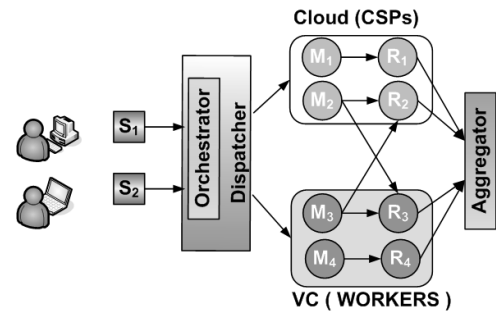 Cloud (CSPs)
M1 R1
M2 R2
S1
S2
Orchestrator
Dispatcher
Aggregator
M3 R3
M4 R4
VC ( WORKERS )